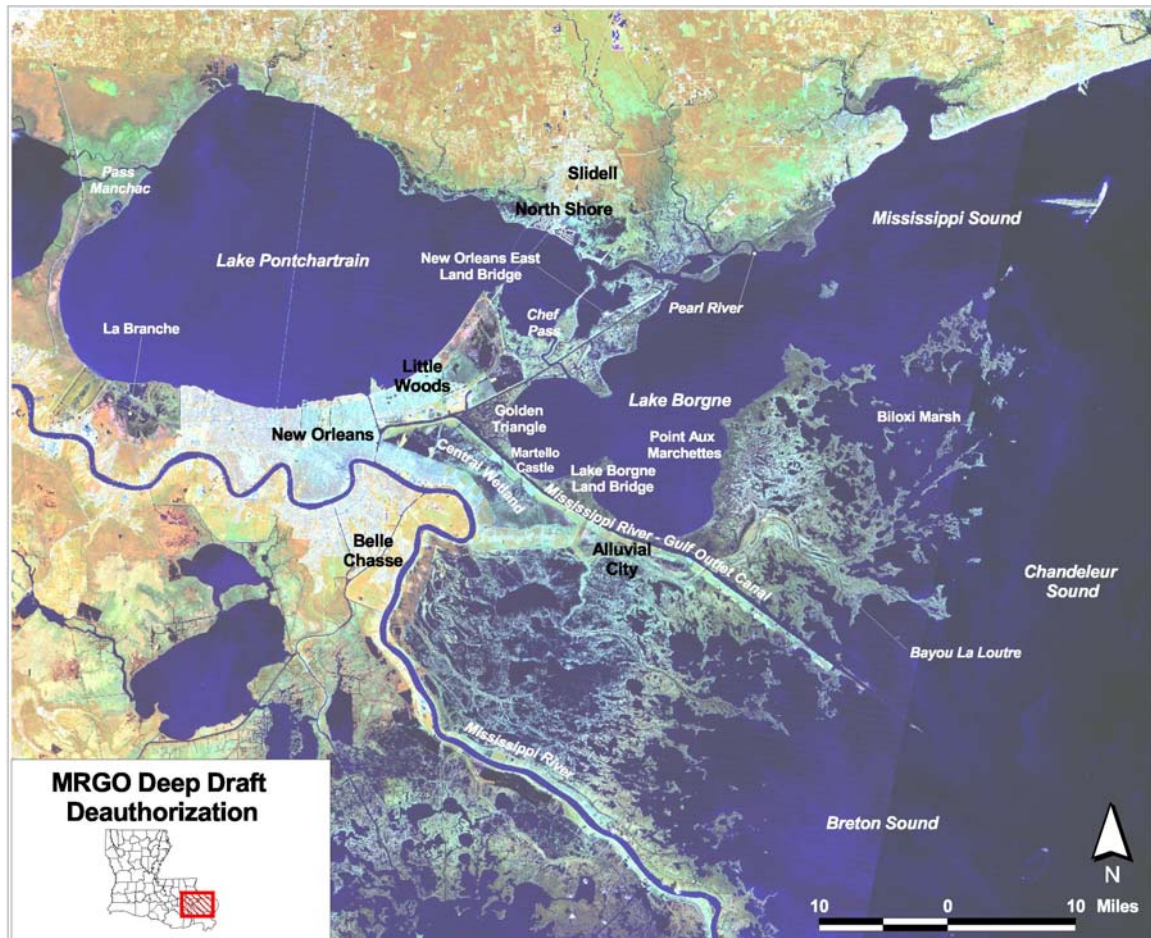 Slidell
Pass
Manchac
North Shore
Mississippi Sound
Lake Pontchartrain
New Orleans East
Land Bridge
Pearl River
Chef
Pass
La Branche
Little
Woods
Lake Borgne
Golden
Triangle
Biloxi Marsh
New Orleans
Point Aux
Marchettes
Central Wetland
Martello
Castle
Lake Borgne
Land Bridge
Mississippi River - Gulf Outlet Canal
Belle
Chasse
Alluvial
City
Chandeleur
Sound
Bayou La Loutre
Mississippi River
MRGO Deep Draft
Deauthorization
Breton Sound
N
10 0 10 Miles